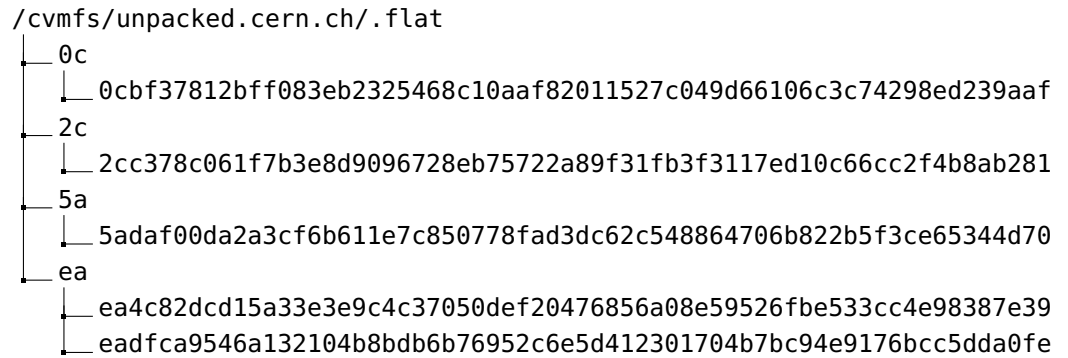 /cvmfs/unpacked.cern.ch/.flat
0c
0cbf37812bff083eb2325468c10aaf82011527c049d66106c3c74298ed239aaf
2c
2cc378c061f7b3e8d9096728eb75722a89f31fb3f3117ed10c66cc2f4b8ab281
5a
5adaf00da2a3cf6b611e7c850778fad3dc62c548864706b822b5f3ce65344d70
ea
ea4c82dcd15a33e3e9c4c37050def20476856a08e59526fbe533cc4e98387e39
eadfca9546a132104b8bdb6b76952c6e5d412301704b7bc94e9176bcc5dda0fe